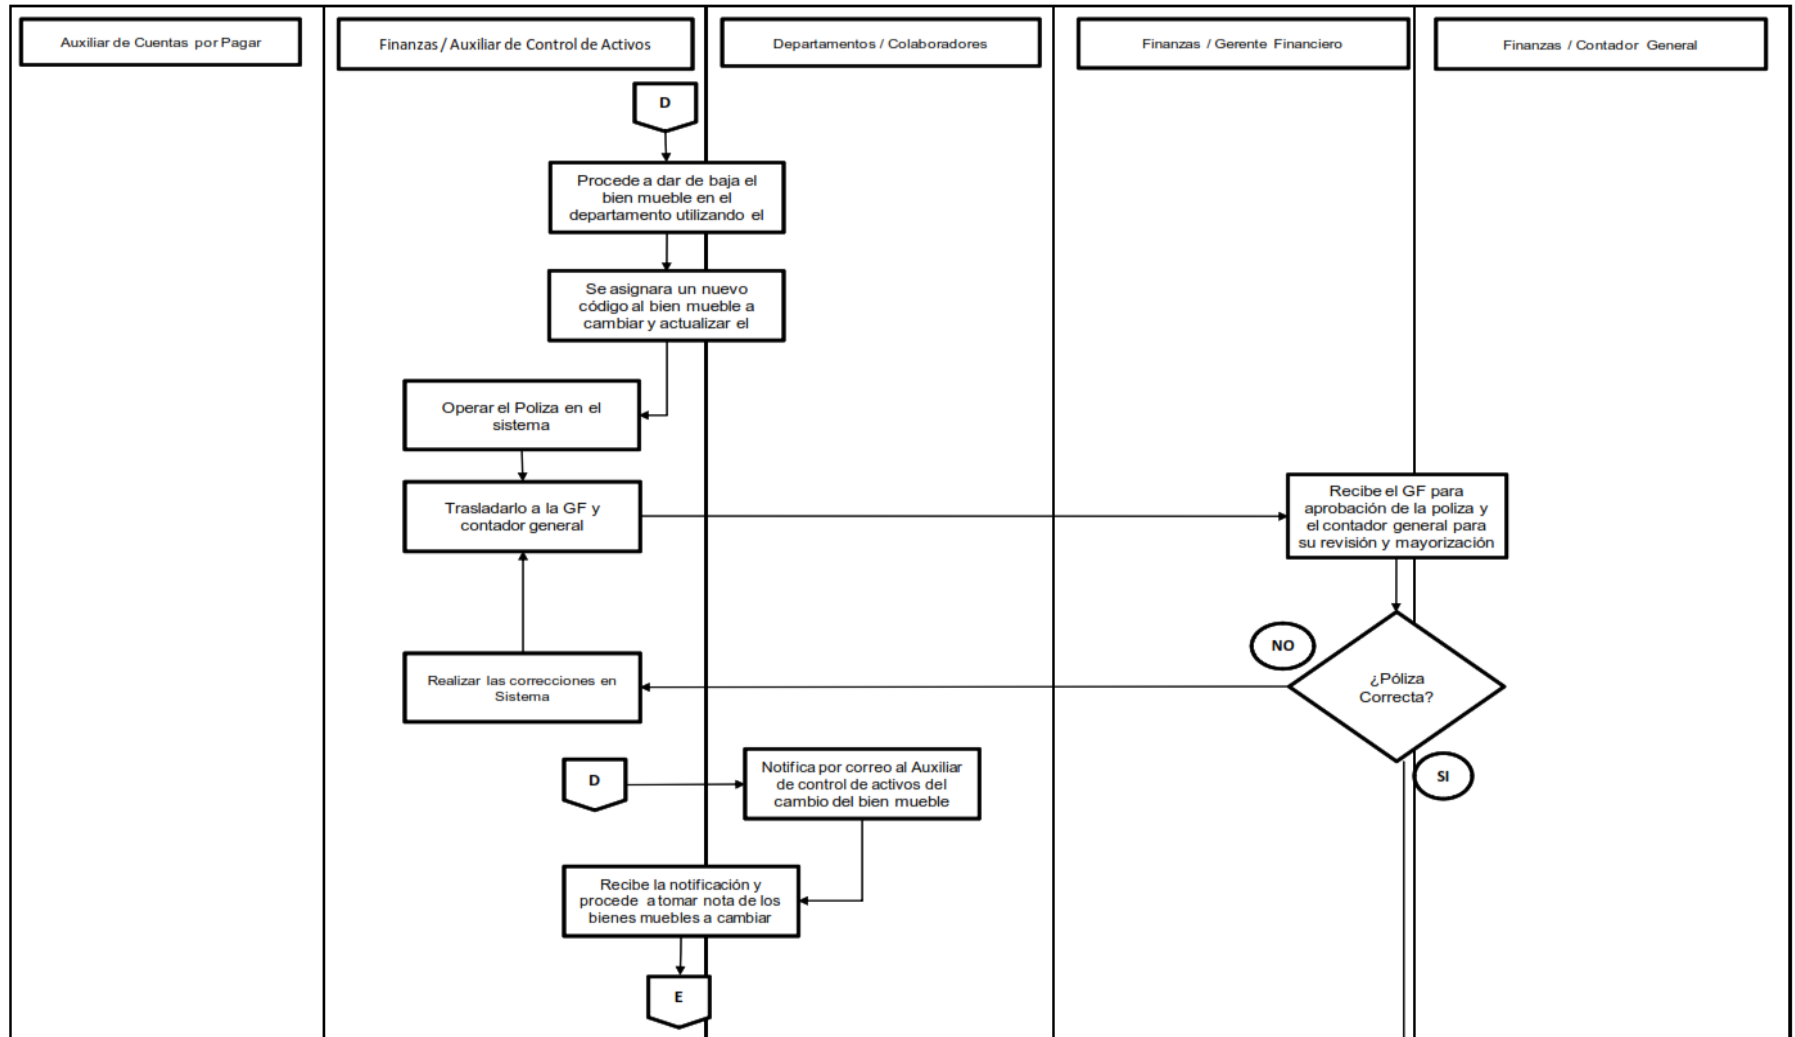 Auxiliar de Cuentas por Pagar
Finanzas / Auxiliar de Control de Activos
Departamentos / Colaboradores
Finanzas / Gerente Financiero
Finanzas / Contador General
D
Procede a dar de baja el
bien mueble en el
departamento utilizando el
Se asignara un nuevo
código al bien mueble a
cambiar y actualizar el
Operar el Poliza en el
sistema
Trasladarlo a la GF y
contador general
Recibe el GF para
aprobación de la poliza y
el contador general para
su revisión y mayorización
NO
¿Póliza
Correcta?
Realizar las correcciones en
Sistema
SI
D
Notifica por correo al Auxiliar
de control de activos del
cambio del bien mueble
Recibe la notificación y
procede a tomar nota de los
bienes muebles a cambiar
E